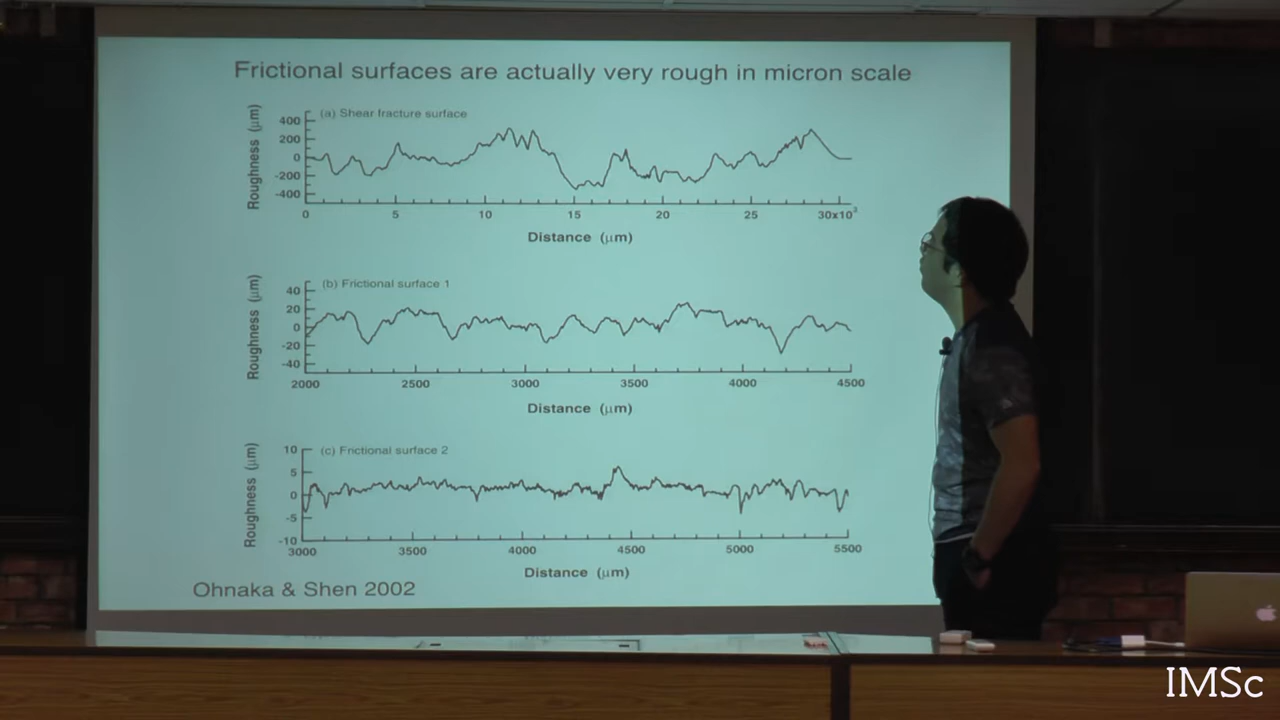 Frictional surfaces are actually very rough in micron scale
(a) Shear fracture surface
Roughness (μm)
400
200
0
-200
-400
0 5 10 15 20 25 30x10³
Distance (μm)
(b) Frictional surface 1
Roughness (μm)
40
20
0
-20
-40
2000 2500 3000 3500 4000 4500
Distance (μm)
(c) Frictional surface 2
Roughness (μm)
10
5
0
-5
-10
3000 3500 4000 4500 5000 5500
Distance (μm)
Ohnaka & Shen 2002
IMSc